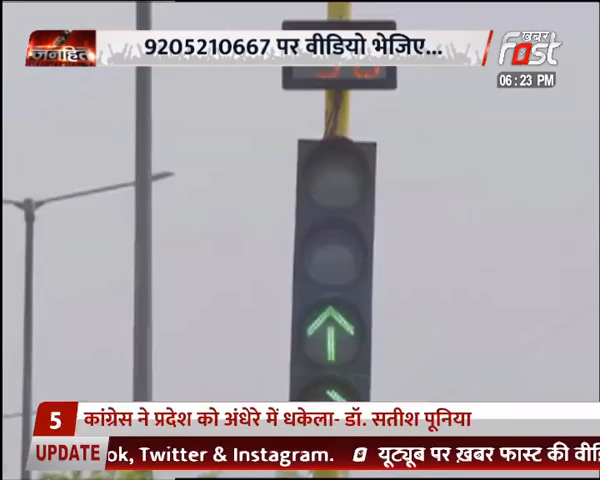 जनहित
9205210667 पर वीडियो भेजिए...
ख़बर
Fast
06:23 PM
5 कांग्रेस ने प्रदेश को अंधेरे में धकेला- डॉ. सतीश पूनिया
UPDATE ok, Twitter & Instagram. यूट्यूब पर ख़बर फास्ट की वीडि